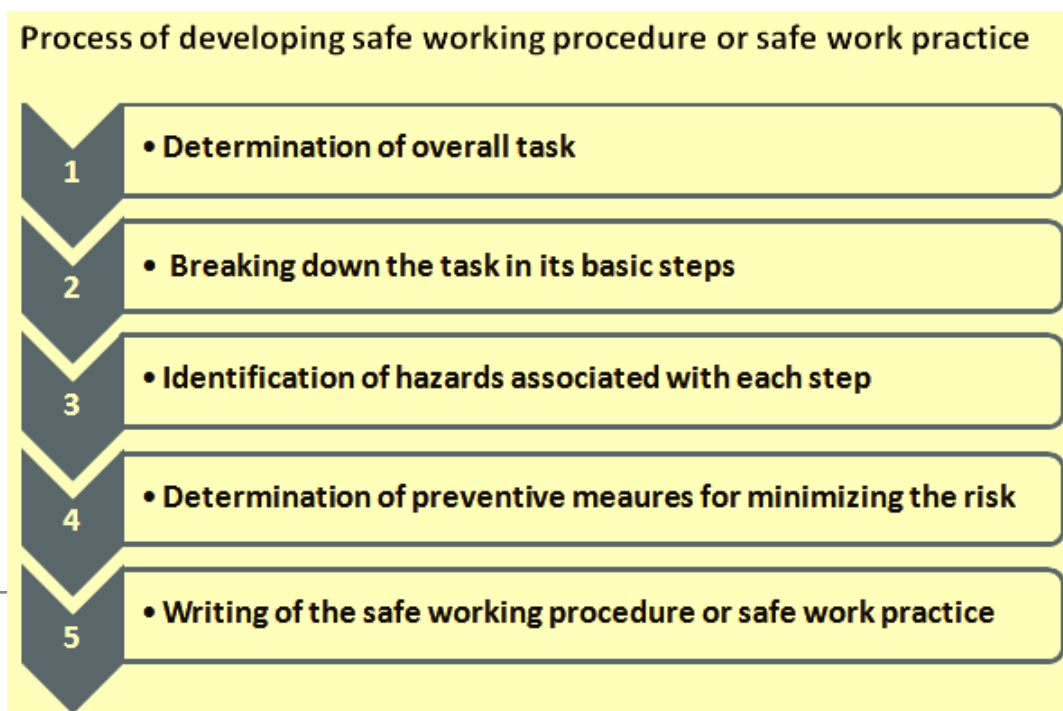 Process of developing safe working procedure or safe work practice
1
• Determination of overall task
2
• Breaking down the task in its basic steps
3
• Identification of hazards associated with each step
4
• Determination of preventive meaures for minimizing the risk
5
• Writing of the safe working procedure or safe work practice